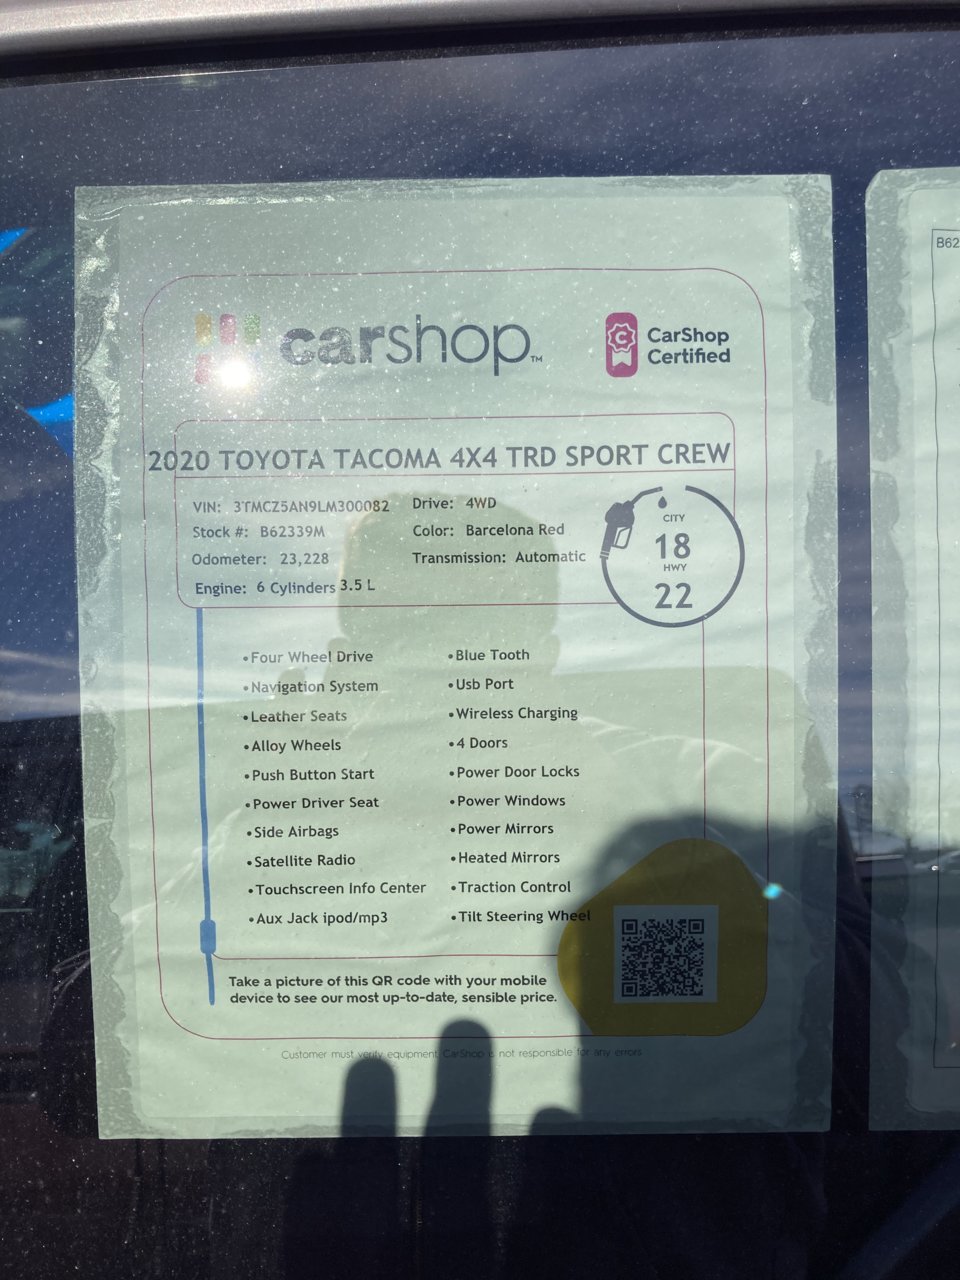 carshop™
CarShop
Certified
2020 TOYOTA TACOMA 4X4 TRD SPORT CREW
VIN: 3TMCZ5AN9LM300082
Stock #: B62339M
Odometer: 23,228
Engine: 6 Cylinders 3.5 L
Drive: 4WD
Color: Barcelona Red
Transmission: Automatic
CITY
18
HWY
22
•Four Wheel Drive
•Navigation System
•Leather Seats
•Alloy Wheels
•Push Button Start
•Power Driver Seat
•Side Airbags
•Satellite Radio
•Touchscreen Info Center
•Aux Jack ipod/mp3
•Blue Tooth
•Usb Port
•Wireless Charging
•4 Doors
•Power Door Locks
•Power Windows
•Power Mirrors
•Heated Mirrors
•Traction Control
•Tilt Steering Wheel
Take a picture of this QR code with your mobile
device to see our most up-to-date, sensible price.
Customer must verify equipment. CarShop is not responsible for any errors
B62